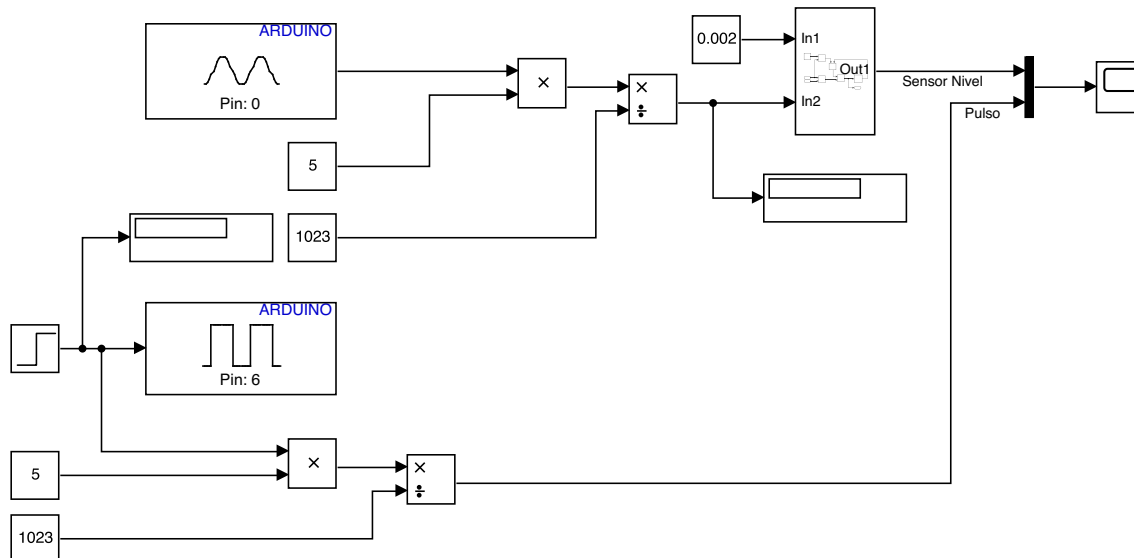 ARDUINO
Pin: 0
0.002
In1
Out1
In2
Sensor Nivel
Pulso
×
×
÷
5
1023
ARDUINO
Pin: 6
5
×
×
÷
1023